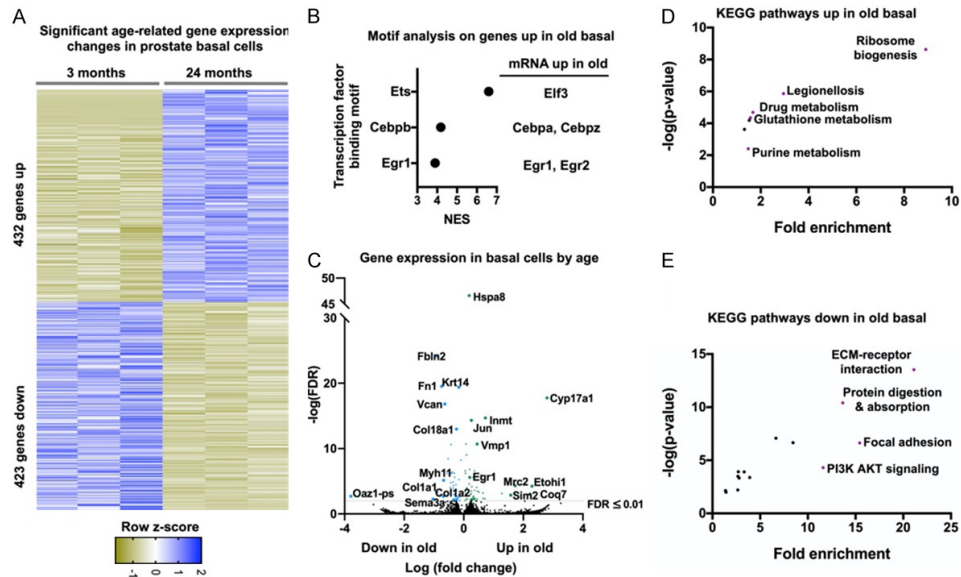 A
Significant age-related gene expression
changes in prostate basal cells
3 months
24 months
432 genes up
423 genes down
Row z-score
-1
0
1
2
B
Motif analysis on genes up in old basal
mRNA up in old
Transcription factor
binding motif
Ets
Elf3
Cebpb
Cebpa, Cebpz
Egr1
Egr1, Egr2
3 4 5 6 7
NES
C
Gene expression in basal cells by age
-log(FDR)
50
45
30
20
10
0
Hspa8
Fbln2
Fn1
Krt14
Vcan
Cyp17a1
Inmt
Jun
Col18a1
Vmp1
Myh11
Egr1
Mrc2
Etohi1
Col1a1
Col1a2
Sim2
Coq7
Oaz1-ps
Sema3a
FDR ≤ 0.01
-4 -2 0 2 4
Down in old
Up in old
Log (fold change)
D
KEGG pathways up in old basal
-log(p-value)
10
8
6
4
2
0
Ribosome
biogenesis
Legionellosis
Drug metabolism
Glutathione metabolism
Purine metabolism
0 2 4 6 8 10
Fold enrichment
E
KEGG pathways down in old basal
-log(p-value)
15
10
5
0
ECM-receptor
interaction
Protein digestion
& absorption
Focal adhesion
PI3K AKT signaling
0 5 10 15 20 25
Fold enrichment